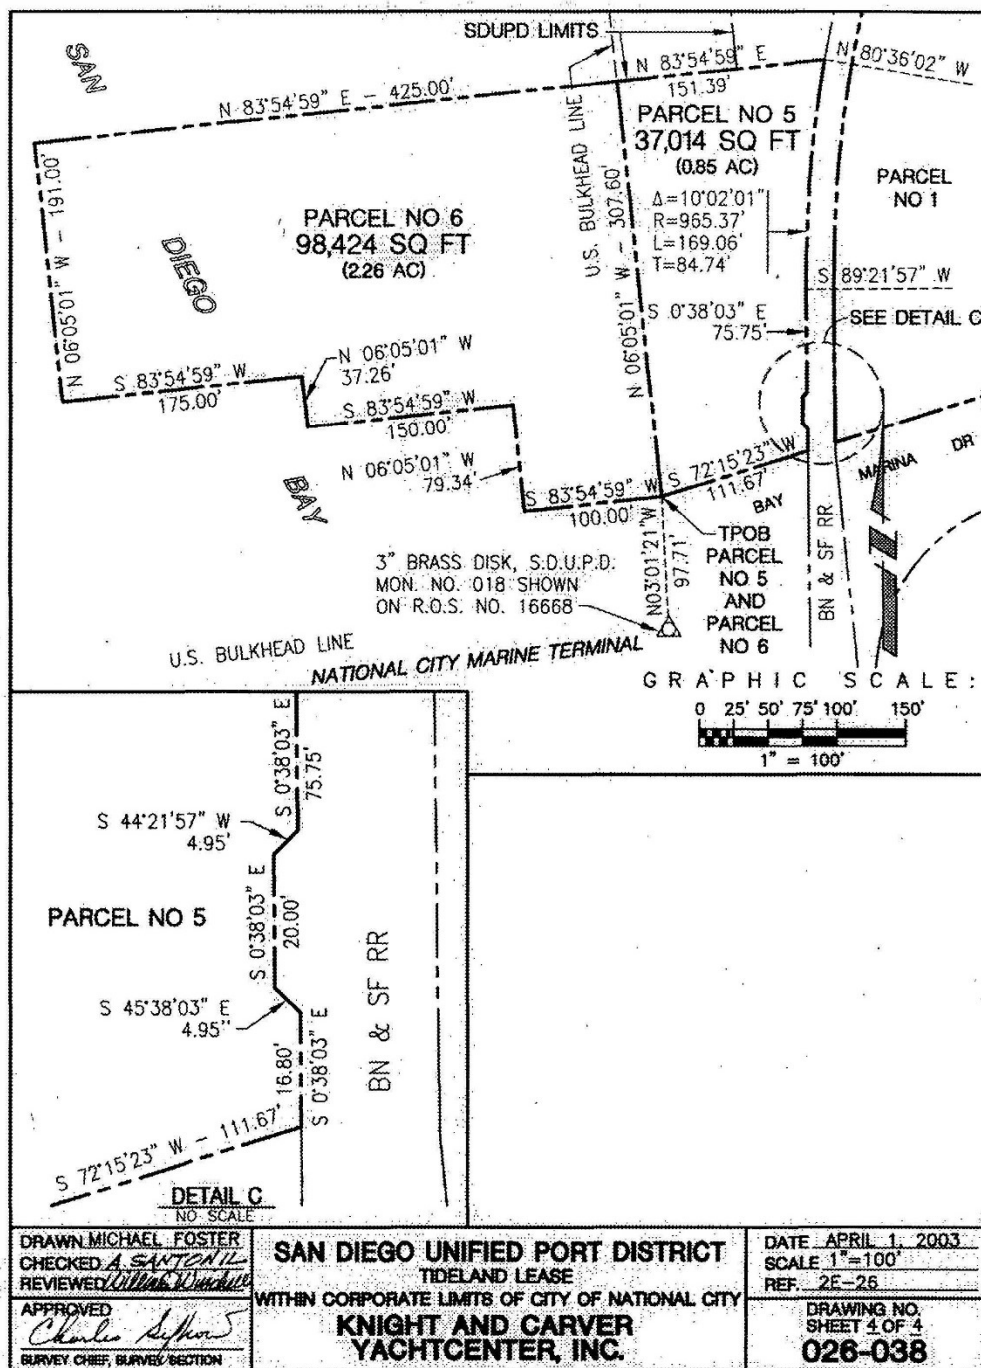 SDUPD LIMITS
SAN
DIEGO
BAY
N 83°54'59" E - 425.00'
N 83°54'59" E
151.39'
N 80°36'02" W
U.S. BULKHEAD LINE
PARCEL NO 5
37,014 SQ FT
(0.85 AC)
PARCEL
NO 1
Δ=10°02'01"
R=965.37'
L=169.06'
T=84.74'
N 06°05'01" W - 191.00'
PARCEL NO 6
98,424 SQ FT
(2.26 AC)
N 06°05'01" W - 307.60'
S 89°21'57" W
S 0°38'03" E
75.75'
SEE DETAIL C
N 06°05'01" W
37.26'
S 83°54'59" W
175.00'
S 83°54'59" W
150.00'
N 06°05'01" W
79.34'
S 83°54'59" W
100.00'
S 72°15'23" W
111.67'
BAY MARINA DR
N03°01'21"W
97.71'
TPOB
PARCEL
NO 5
AND
PARCEL
NO 6
BN & SF RR
3" BRASS DISK, S.D.U.P.D.
MON. NO. 018 SHOWN
ON R.O.S. NO. 16668
U.S. BULKHEAD LINE
NATIONAL CITY MARINE TERMINAL
GRAPHIC SCALE:
0 25' 50' 75' 100' 150'
1" = 100'
S 0°38'03" E
75.75'
S 44°21'57" W
4.95'
S 0°38'03" E
20.00'
PARCEL NO 5
S 45°38'03" E
4.95"
16.80'
S 0°38'03" E
BN & SF RR
S 72°15'23" W - 111.67'
DETAIL C
NO SCALE
DRAWN MICHAEL FOSTER
CHECKED A. SANTONIL
REVIEWED
APPROVED
SURVEY CHIEF, SURVEY SECTION
SAN DIEGO UNIFIED PORT DISTRICT
TIDELAND LEASE
WITHIN CORPORATE LIMITS OF CITY OF NATIONAL CITY
KNIGHT AND CARVER
YACHTCENTER, INC.
DATE APRIL 1, 2003
SCALE 1"=100'
REF. 2E-26
DRAWING NO.
SHEET 4 OF 4
026-038